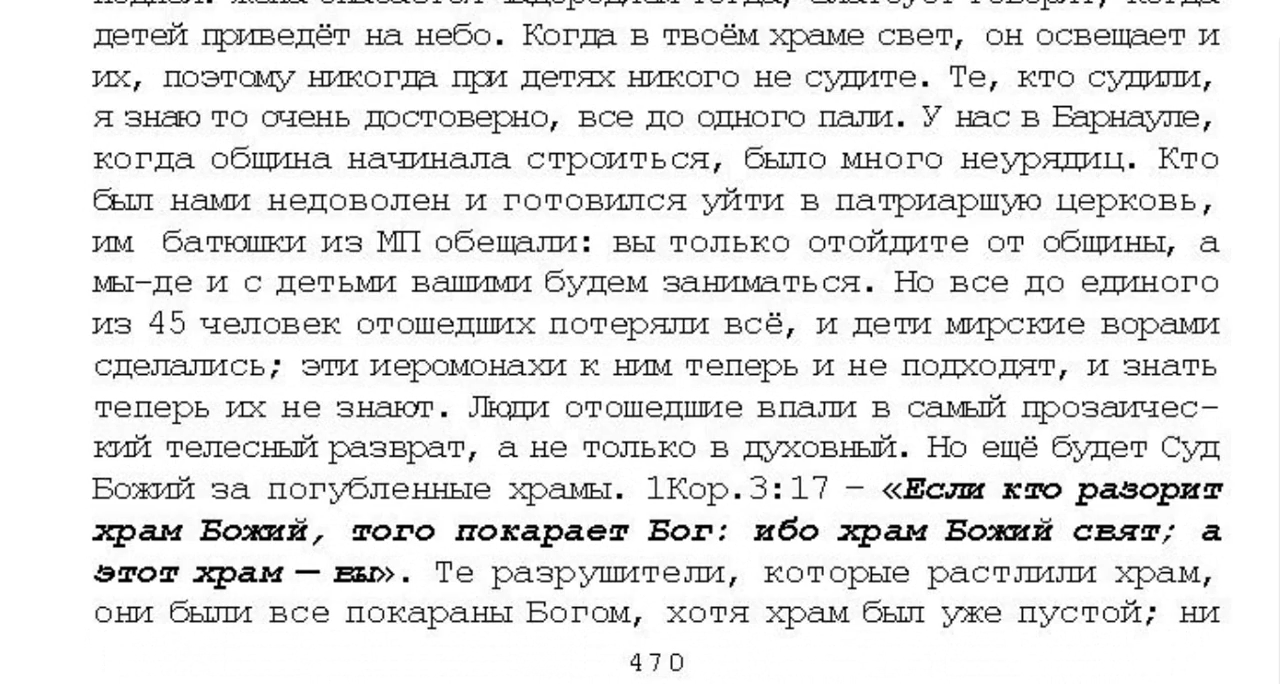 детей приведёт на небо. Когда в твоём храме свет, он освещает и
их, поэтому никогда при детях никого не судите. Те, кто судили,
я знаю то очень достоверно, все до одного пали. У нас в Барнауле,
когда община начинала строиться, было много неурядиц. Кто
был нами недоволен и готовился уйти в патриаршую церковь,
им батюшки из МП обещали: вы только отойдите от общины, а
мы-де и с детьми вашими будем заниматься. Но все до единого
из 45 человек отошедших потеряли всё, и дети мирские ворами
сделались; эти иеромонахи к ним теперь и не подходят, и знать
теперь их не знают. Люди отошедшие впали в самый прозаичес-
кий телесный разврат, а не только в духовный. Но ещё будет Суд
Божий за погубленные храмы. 1Кор.3:17 – «Если кто разорит
храм Божий, того покарает Бог: ибо храм Божий свят; а
этот храм — вы». Те разрушители, которые растлили храм,
они были все покараны Богом, хотя храм был уже пустой; ни
470